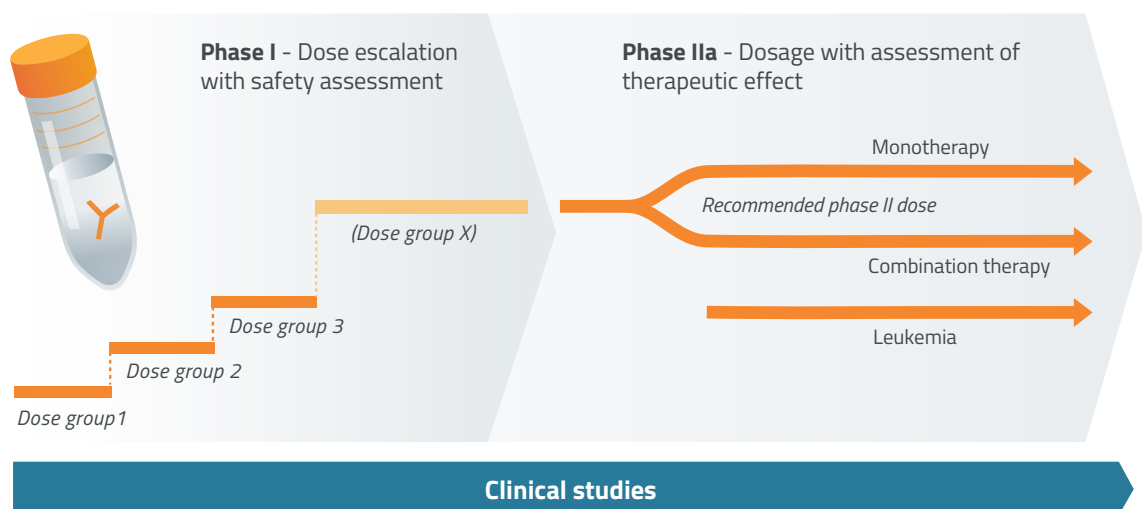 Phase I - Dose escalation
with safety assessment
Phase IIa - Dosage with assessment of
therapeutic effect
Monotherapy
Recommended phase II dose
(Dose group X)
Combination therapy
Dose group 3
Leukemia
Dose group 2
Dose group1
Clinical studies